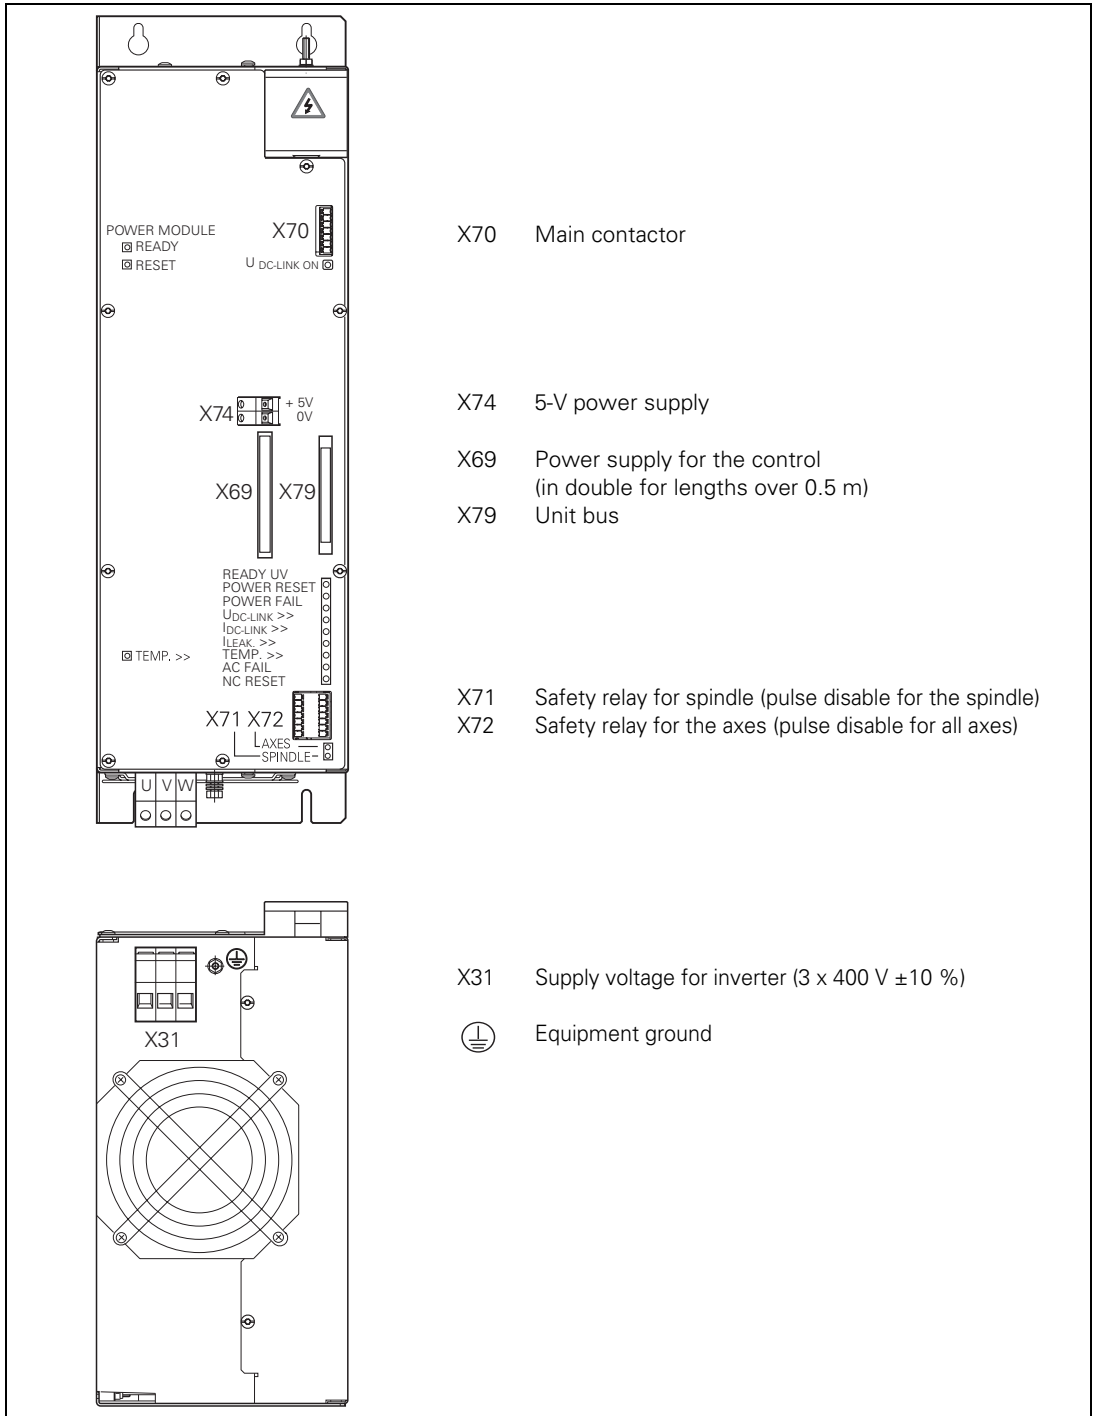 POWER MODULE
READY
RESET
X70
U DC-LINK ON
X70 Main contactor
X74
+ 5V
0V
X74 5-V power supply
X69
X79
X69 Power supply for the control
(in double for lengths over 0.5 m)
X79 Unit bus
READY UV
POWER RESET
POWER FAIL
UDC-LINK >>
IDC-LINK >>
ILEAK. >>
TEMP. >>
TEMP. >>
AC FAIL
NC RESET
X71 X72
AXES
SPINDLE
X71 Safety relay for spindle (pulse disable for the spindle)
X72 Safety relay for the axes (pulse disable for all axes)
U V W
X31
X31 Supply voltage for inverter (3 x 400 V ±10 %)
Equipment ground